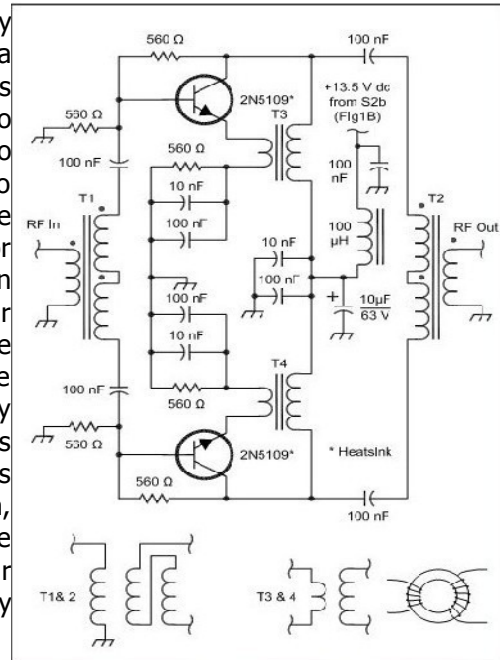 y
a
s
o
o
o
e
r
n
r
e
e
y
s
s
,
e
r
y
560 Ω
100 nF
+13.5 V dc
from S2b
(Fig1B)
2N5109*
T3
560 Ω
560 Ω
100 nF
100
nF
10 nF
T1
T2
RF In
100 nF
100
µH
RF Out
10 nF
100 nF
100 nF
10 nF
+
10µF
63 V
T4
100 nF
560 Ω
560 Ω
2N5109*
* HeatsInk
560 Ω
100 nF
T1& 2
T3 & 4